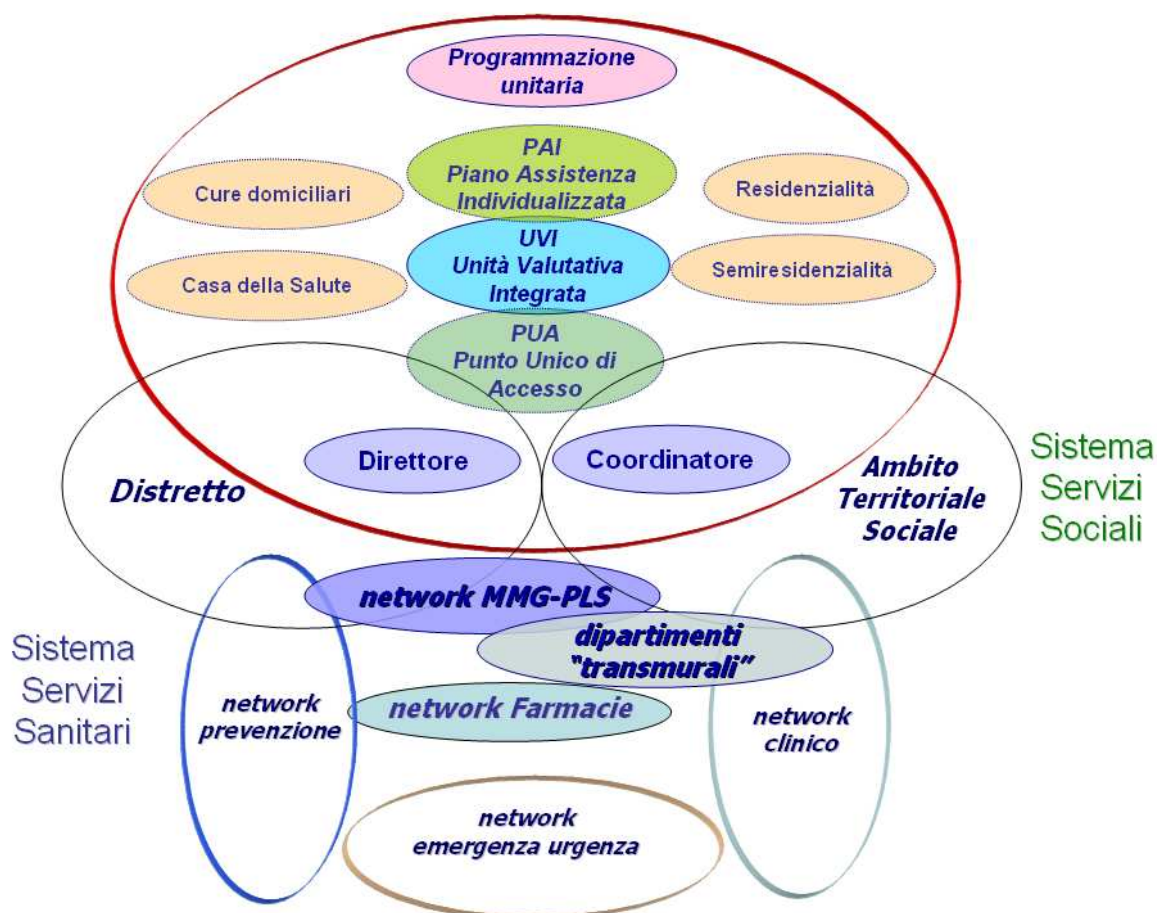 Programmazione
unitaria
PAI
Piano Assistenza
Individualizzata
Cure domiciliari
Residenzialità
UVI
Unità Valutativa
Integrata
Casa della Salute
Semiresidenzialità
PUA
Punto Unico di
Accesso
Direttore
Coordinatore
Distretto
Ambito
Territoriale
Sociale
Sistema
Servizi
Sociali
network MMG-PLS
dipartimenti
“transmurali”
Sistema
Servizi
Sanitari
network
prevenzione
network Farmacie
network
clinico
network
emergenza urgenza